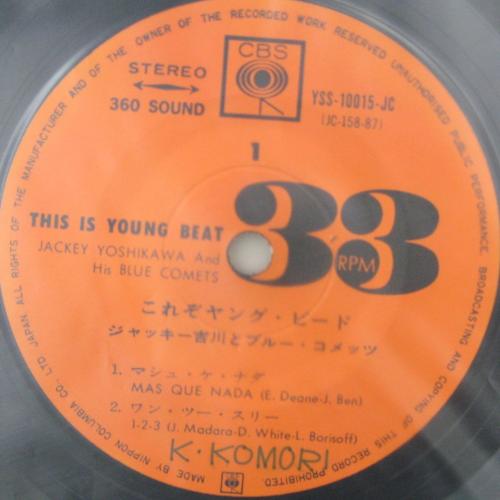 ALL RIGHTS OF THE MANUFACTURER AND OF THE OWNER OF THE RECORDED WORK RESERVED UNAUTHORISED PUBLIC PERFORMANCE, BROADCASTING AND COPYING OF THIS RECORD PROHIBITED.
MADE BY NIPPON COLUMBIA CO., LTD. JAPAN
CBS
STEREO
360 SOUND
YSS-10015-JC
(JC-158-87)
1
33
RPM
THIS IS YOUNG BEAT
JACKEY YOSHIKAWA And
His BLUE COMETS
これぞヤング・ビード
ジャッキー吉川とブルー・コメッツ
1. マシュ・ケ・ナダ
MAS QUE NADA (E. Deane-J. Ben)
2. ワン・ツー・スリー
1-2-3 (J. Madara-D. White-L. Borisoff)
K・KOMORI